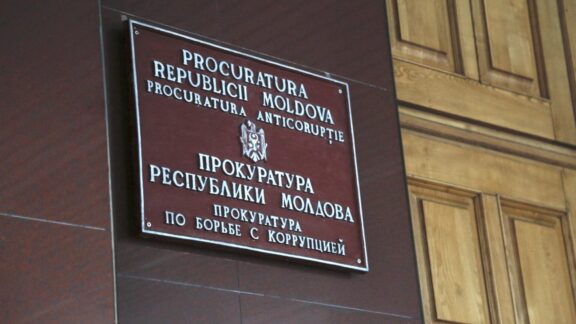 PROCURATURA
REPUBLICII MOLDOVA
PROCURATURA ANTICORUPȚIE
ПРОКУРАТУРА
РЕСПУБЛИКИ МОЛДОВА
ПРОКУРАТУРА
ПО БОРЬБЕ С КОРРУПЦИЕЙ